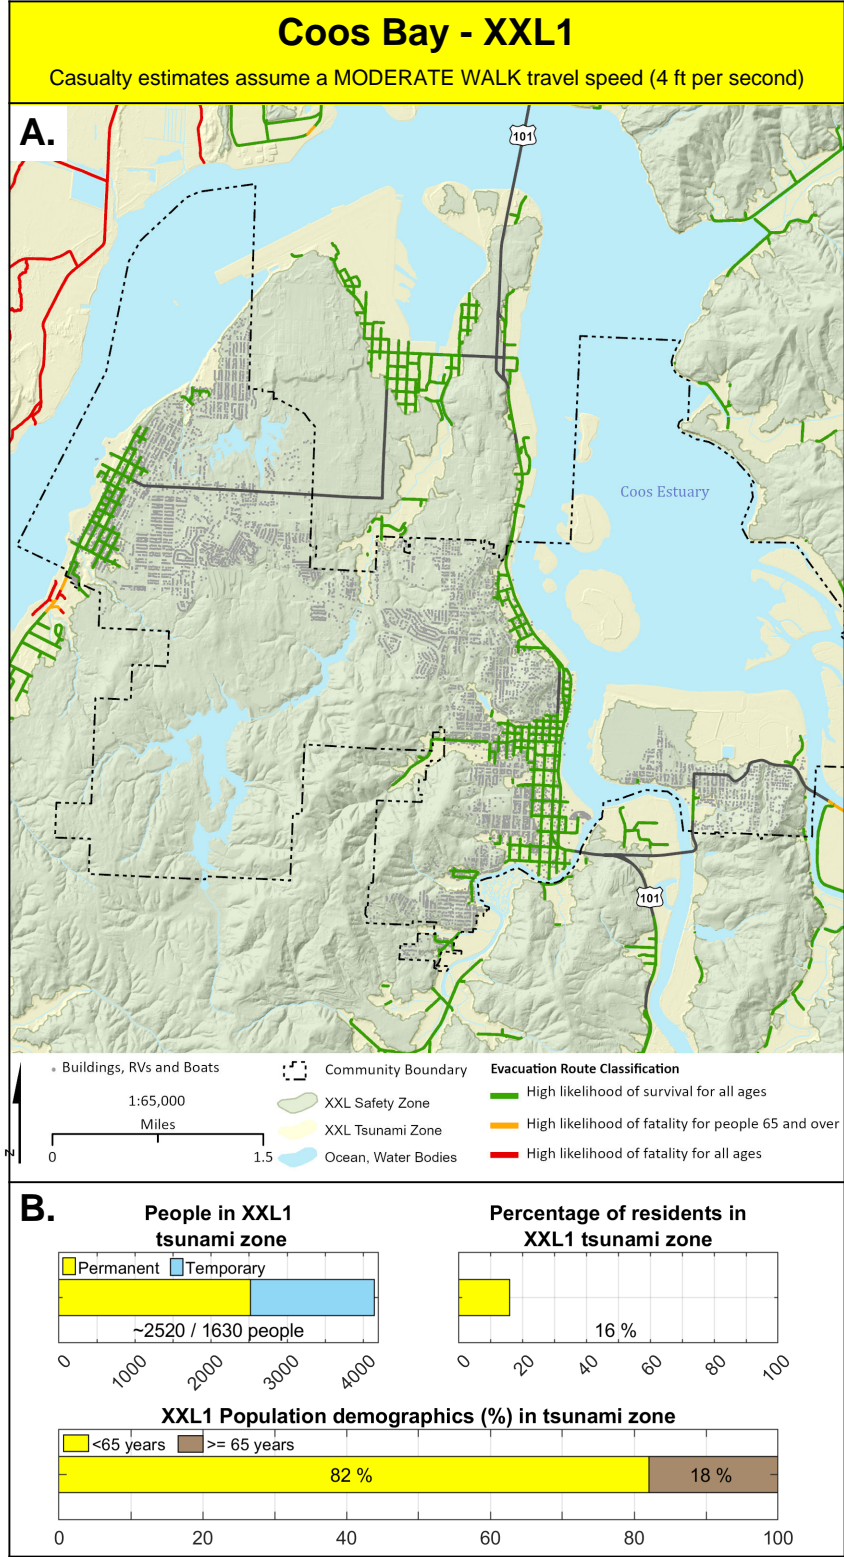 Coos Bay - XXL1
Casualty estimates assume a MODERATE WALK travel speed (4 ft per second)
A.
101
Coos Estuary
101
Buildings, RVs and Boats
1:65,000
Miles
0 1.5
N
Community Boundary
XXL Safety Zone
XXL Tsunami Zone
Ocean, Water Bodies
Evacuation Route Classification
High likelihood of survival for all ages
High likelihood of fatality for people 65 and over
High likelihood of fatality for all ages
B.
People in XXL1
tsunami zone
Permanent Temporary
~2520 / 1630 people
0 1000 2000 3000 4000
Percentage of residents in
XXL1 tsunami zone
16 %
0 20 40 60 80 100
XXL1 Population demographics (%) in tsunami zone
<65 years >= 65 years
82 % 18 %
0 20 40 60 80 100